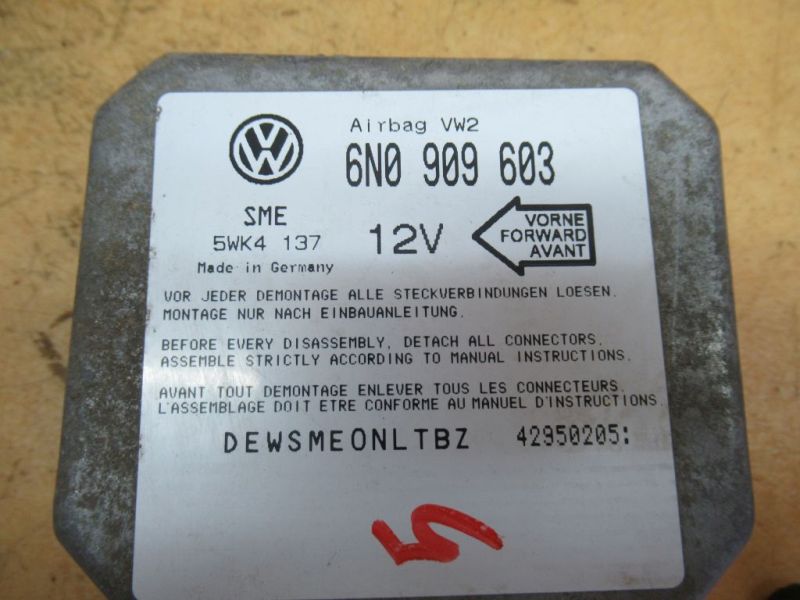 Airbag VW2
6N0 909 603
SME
5WK4 137
Made in Germany
12V
VORNE
FORWARD
AVANT
VOR JEDER DEMONTAGE ALLE STECKVERBINDUNGEN LOESEN.
MONTAGE NUR NACH EINBAUANLEITUNG.
BEFORE EVERY DISASSEMBLY, DETACH ALL CONNECTORS.
ASSEMBLE STRICTLY ACCORDING TO MANUAL INSTRUCTIONS.
AVANT TOUT DEMONTAGE ENLEVER TOUS LES CONNECTEURS.
L'ASSEMBLAGE DOIT ETRE CONFORME AU MANUEL D'INSTRUCTIONS.
DEWSMEONLTBZ 42950205: